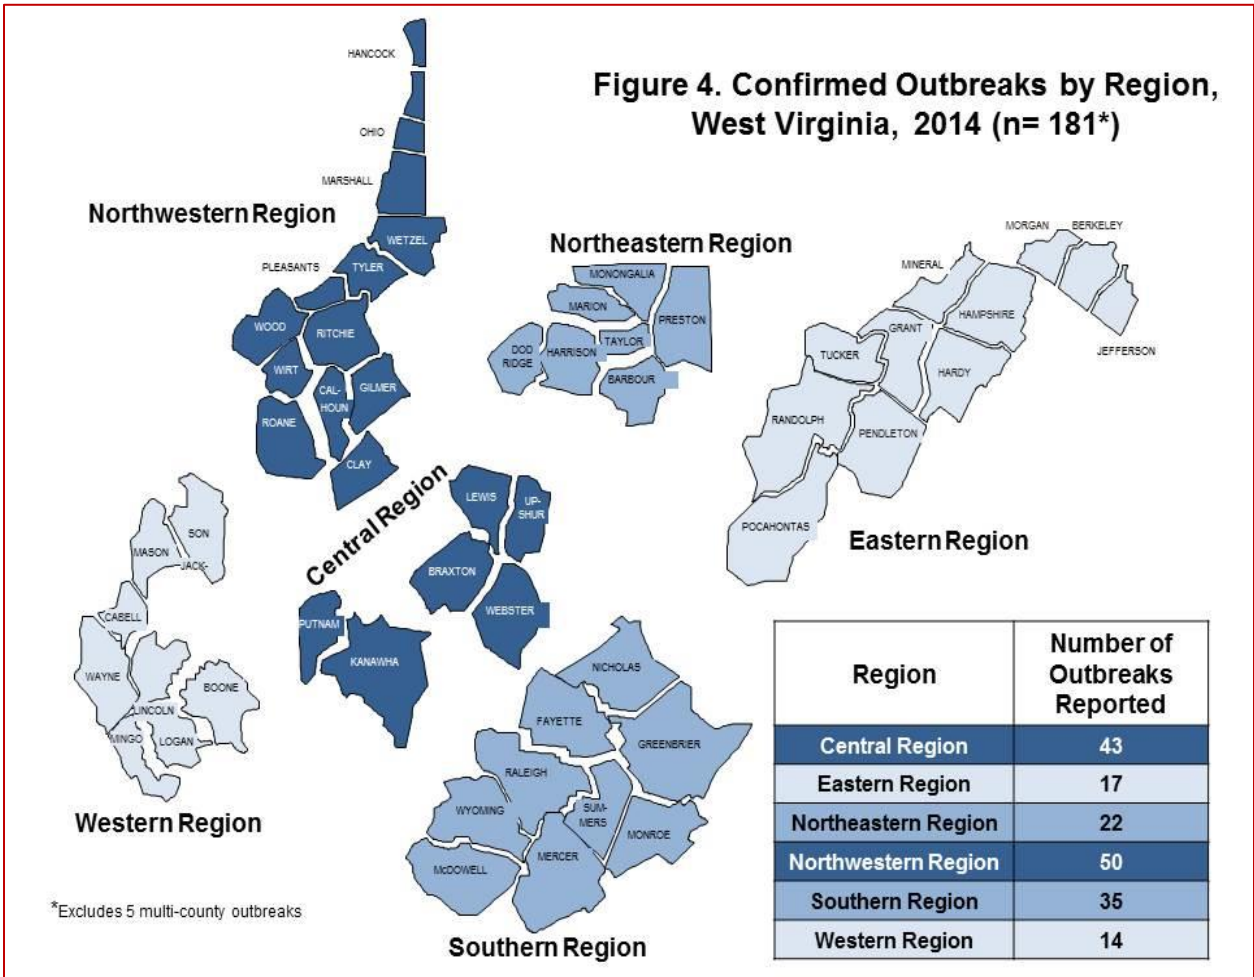 Figure 4. Confirmed Outbreaks by Region,
West Virginia, 2014 (n= 181*)
HANCOCK
OHIO
MARSHALL
Northwestern Region
WETZEL
PLEASANTS
TYLER
WOOD
RITCHIE
WIRT
CAL-
HOUN
GILMER
ROANE
CLAY
Northeastern Region
MONONGALIA
MARION
PRESTON
TAYLOR
DOD
RIDGE
HARRISON
BARBOUR
MORGAN
BERKELEY
MINERAL
HAMPSHIRE
GRANT
JEFFERSON
TUCKER
HARDY
RANDOLPH
PENDLETON
POCAHONTAS
Eastern Region
Central Region
LEWIS
UP-
SHUR
BRAXTON
WEBSTER
PUTNAM
KANAWHA
SON
MASON
JACK-
CABELL
WAYNE
BOONE
LINCOLN
MINGO
LOGAN
Western Region
NICHOLAS
FAYETTE
GREENBRIER
RALEIGH
WYOMING
SUM-
MERS
MONROE
MERCER
McDOWELL
Southern Region
*Excludes 5 multi-county outbreaks
Region
Number of
Outbreaks
Reported
Central Region 43
Eastern Region 17
Northeastern Region 22
Northwestern Region 50
Southern Region 35
Western Region 14